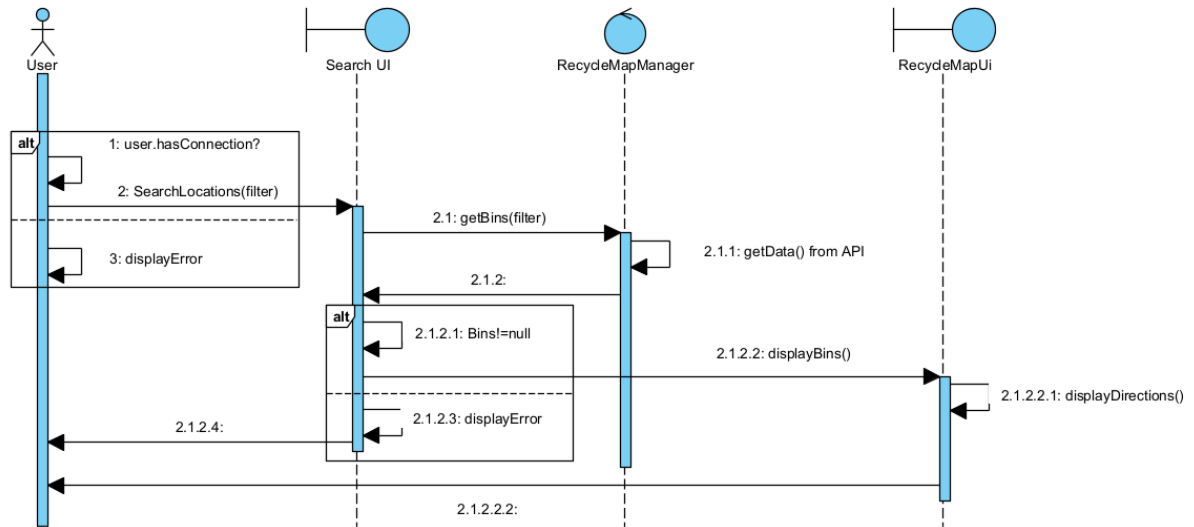 User
Search UI
RecycleMapManager
RecycleMapUi
alt
1: user.hasConnection?
2: SearchLocations(filter)
2.1: getBins(filter)
2.1.1: getData() from API
3: displayError
2.1.2:
alt
2.1.2.1: Bins!=null
2.1.2.2: displayBins()
2.1.2.2.1: displayDirections()
2.1.2.3: displayError
2.1.2.4:
2.1.2.2.2: